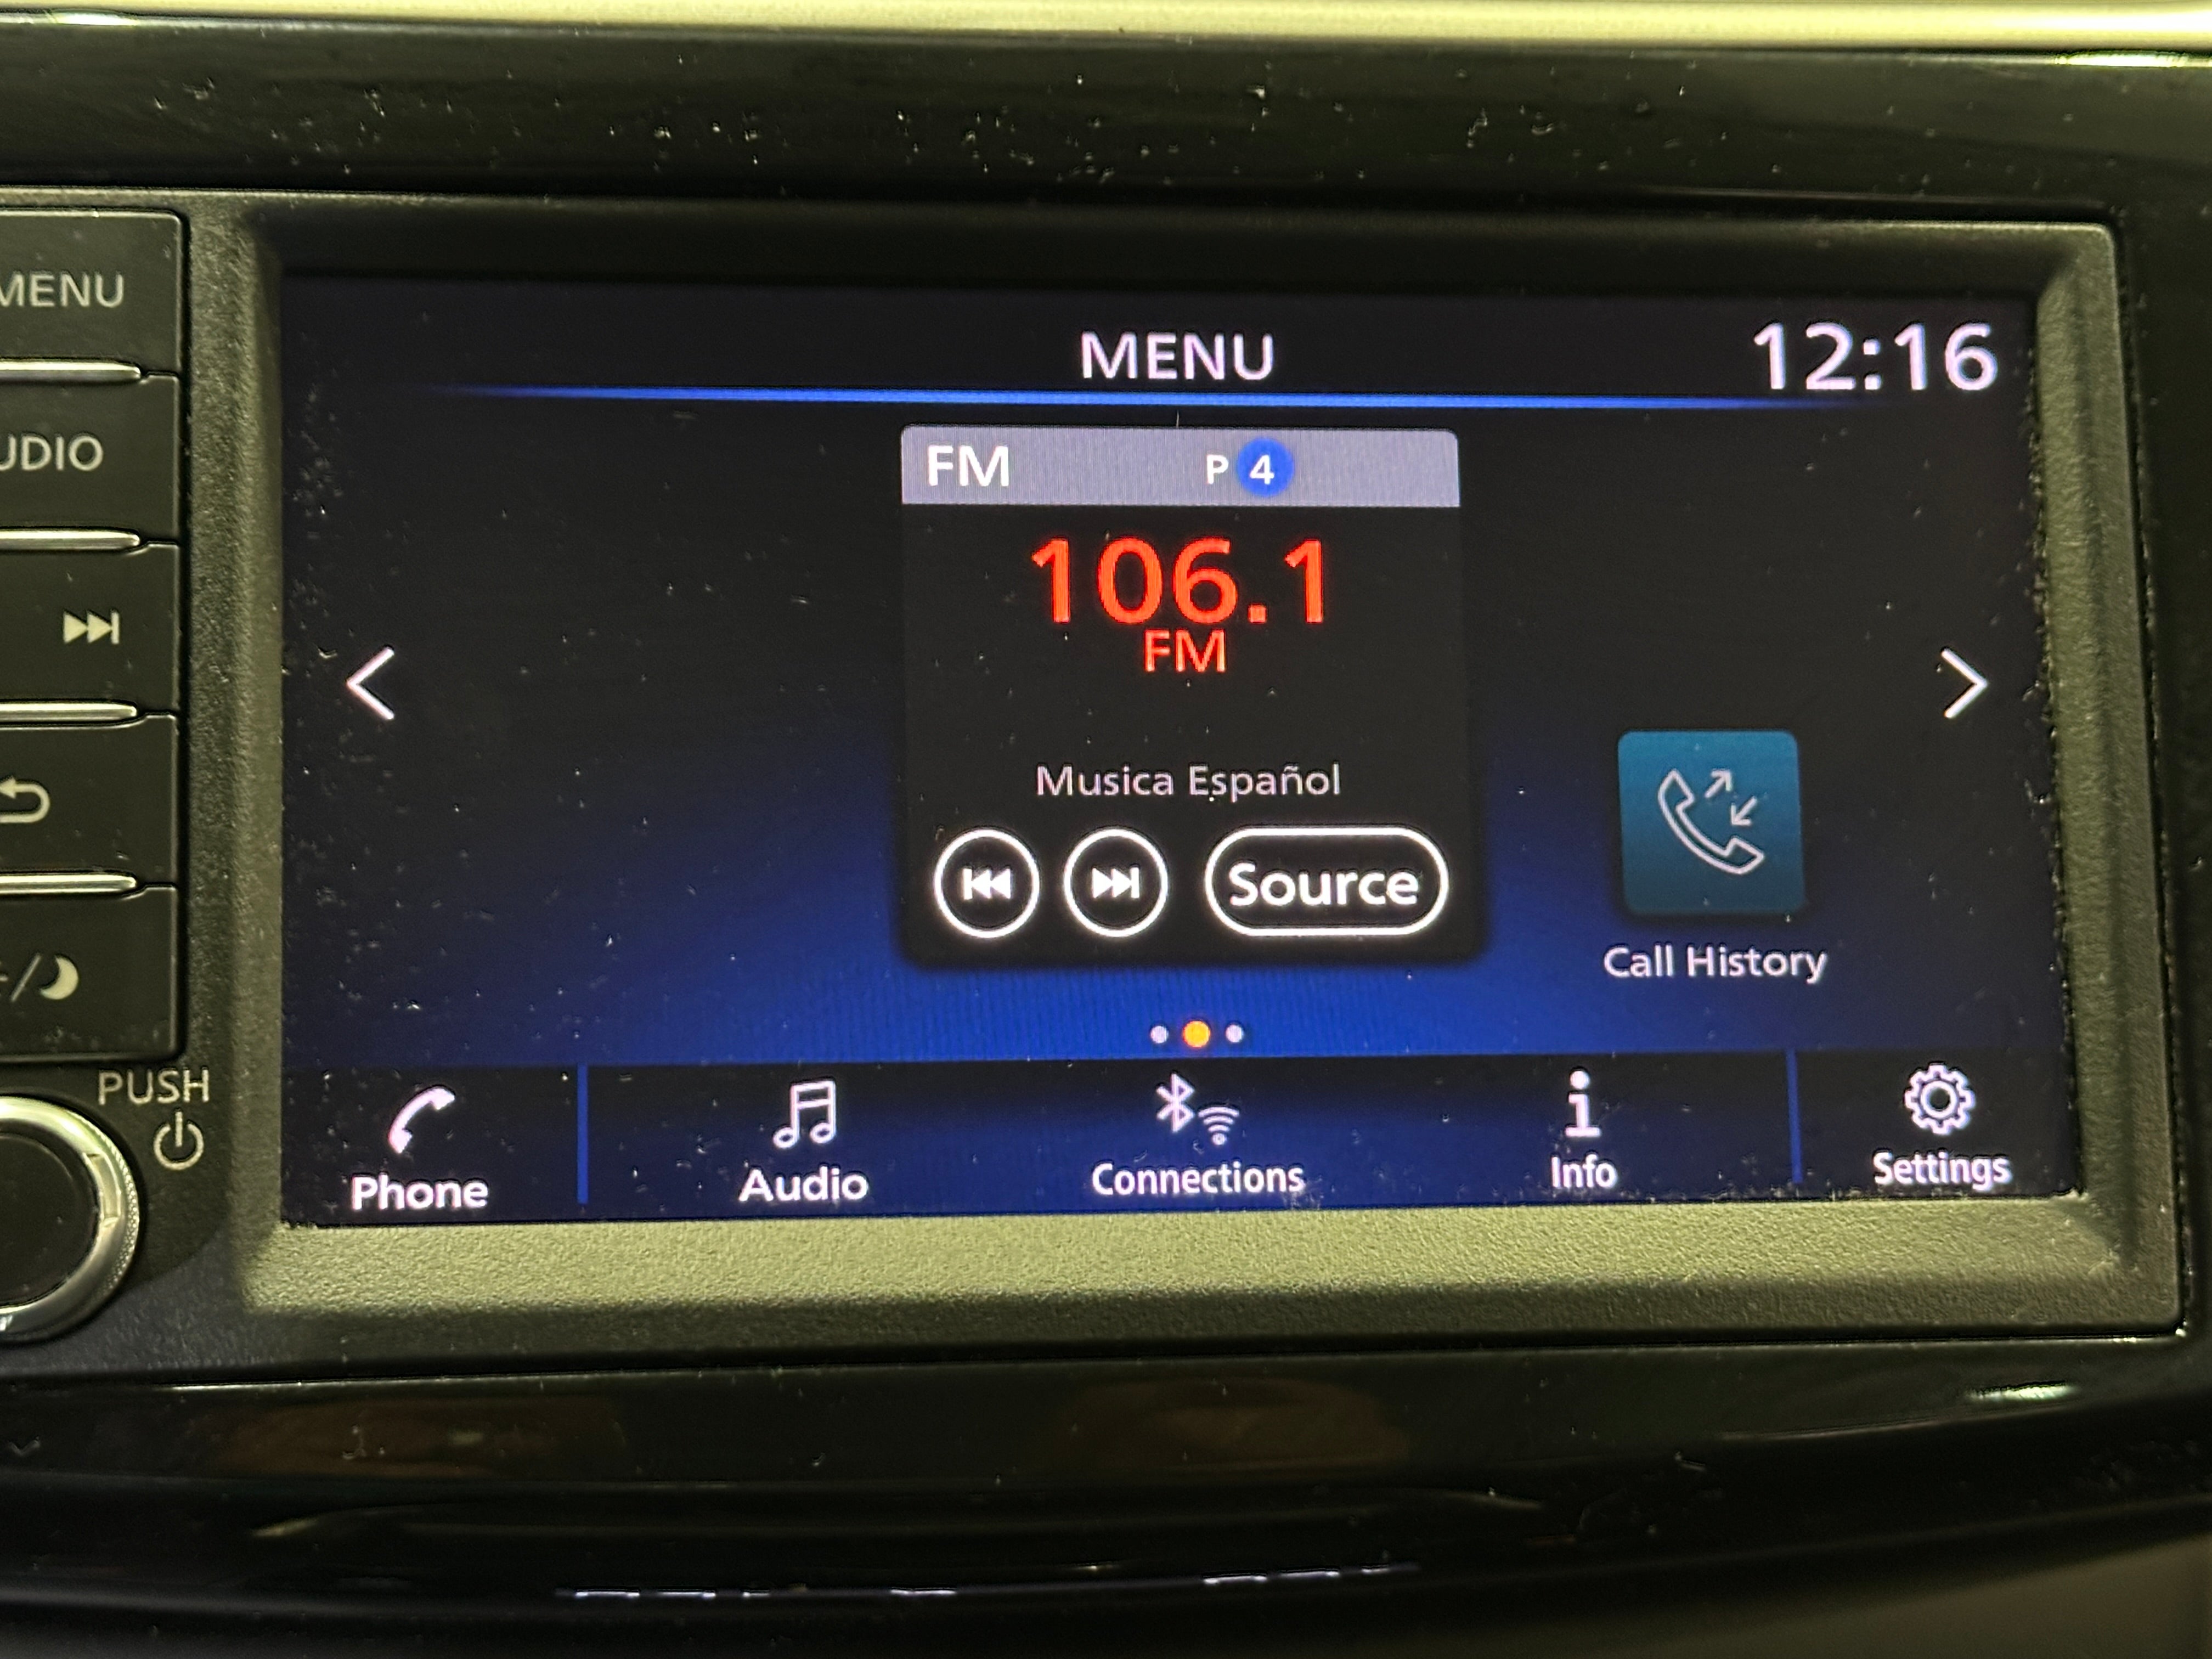 MENU
UDIO
PUSH
MENU
12:16
FM P 4
106.1
FM
Musica Español
Source
Call History
Phone
Audio
Connections
Info
Settings